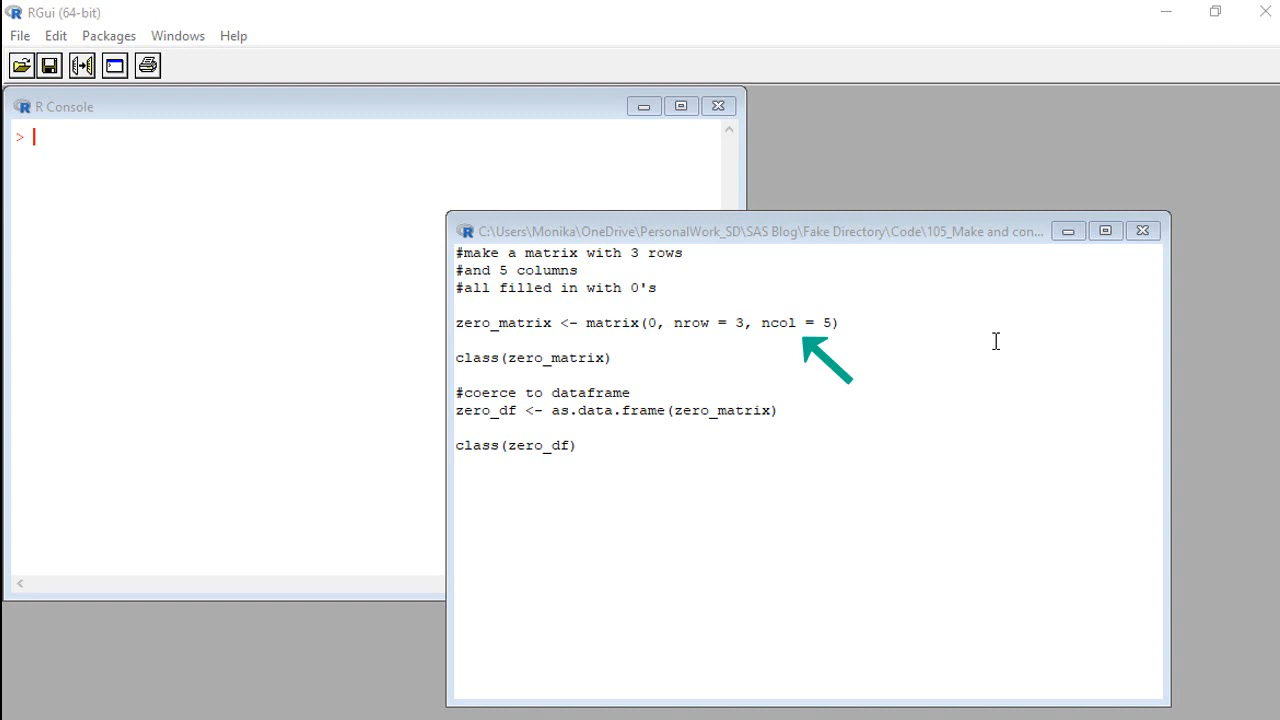 RGui (64-bit)
File Edit Packages Windows Help
R Console
>
C:\Users\Monika\OneDrive\PersonalWork_SD\SAS Blog\Fake Directory\Code\105_Make and con...
#make a matrix with 3 rows
#and 5 columns
#all filled in with 0's
zero_matrix <- matrix(0, nrow = 3, ncol = 5)
class(zero_matrix)
#coerce to dataframe
zero_df <- as.data.frame(zero_matrix)
class(zero_df)